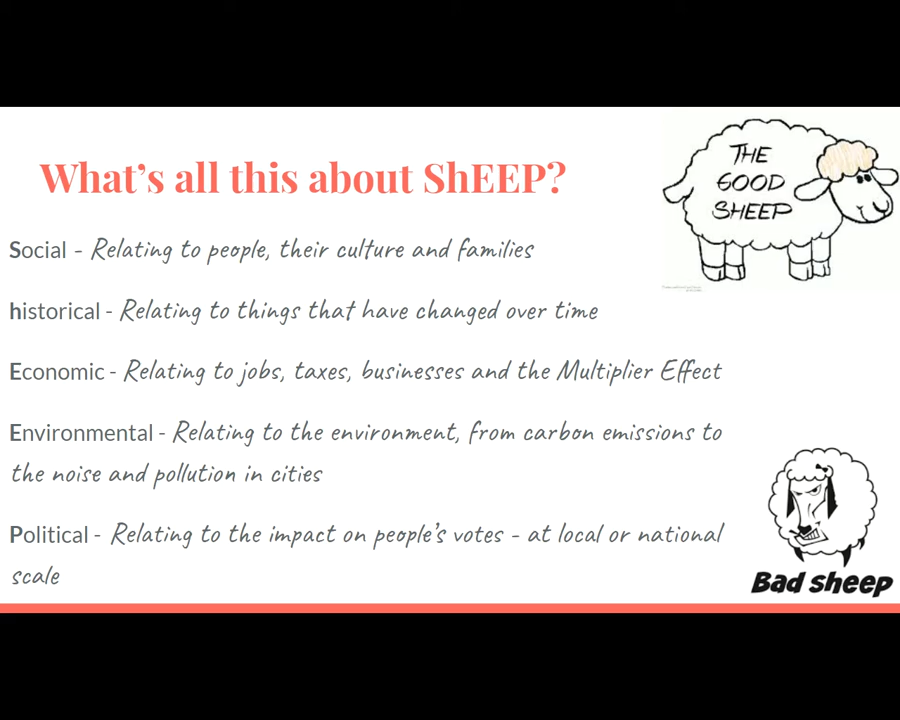 What's all this about ShEEP?
THE
GOOD
SHEEP
Social - Relating to people, their culture and families
historical - Relating to things that have changed over time
Economic - Relating to jobs, taxes, businesses and the Multiplier Effect
Environmental - Relating to the environment, from carbon emissions to
the noise and pollution in cities
Political - Relating to the impact on people's votes - at local or national
scale
Bad sheep